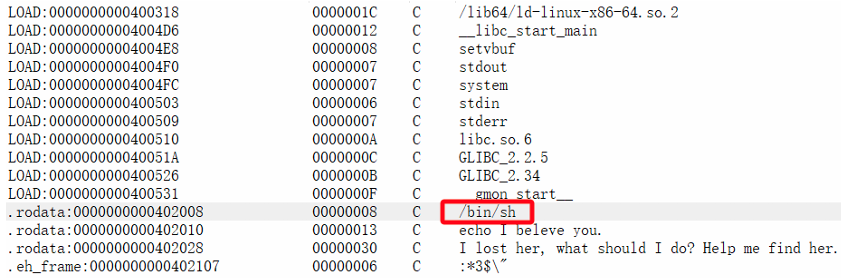 LOAD:0000000000400318 0000001C C /lib64/ld-linux-x86-64.so.2
LOAD:00000000004004D6 00000012 C __libc_start_main
LOAD:00000000004004E8 00000008 C setvbuf
LOAD:00000000004004F0 00000007 C stdout
LOAD:00000000004004FC 00000007 C system
LOAD:0000000000400503 00000006 C stdin
LOAD:0000000000400509 00000007 C stderr
LOAD:0000000000400510 0000000A C libc.so.6
LOAD:000000000040051A 0000000C C GLIBC_2.2.5
LOAD:0000000000400526 0000000B C GLIBC_2.34
LOAD:0000000000400531 0000000F C __gmon_start__
.rodata:0000000000402008 00000008 C /bin/sh
.rodata:0000000000402010 00000013 C echo I beleve you.
.rodata:0000000000402028 00000030 C I lost her, what should I do? Help me find her.
.eh_frame:0000000000402107 00000006 C :*3$\"